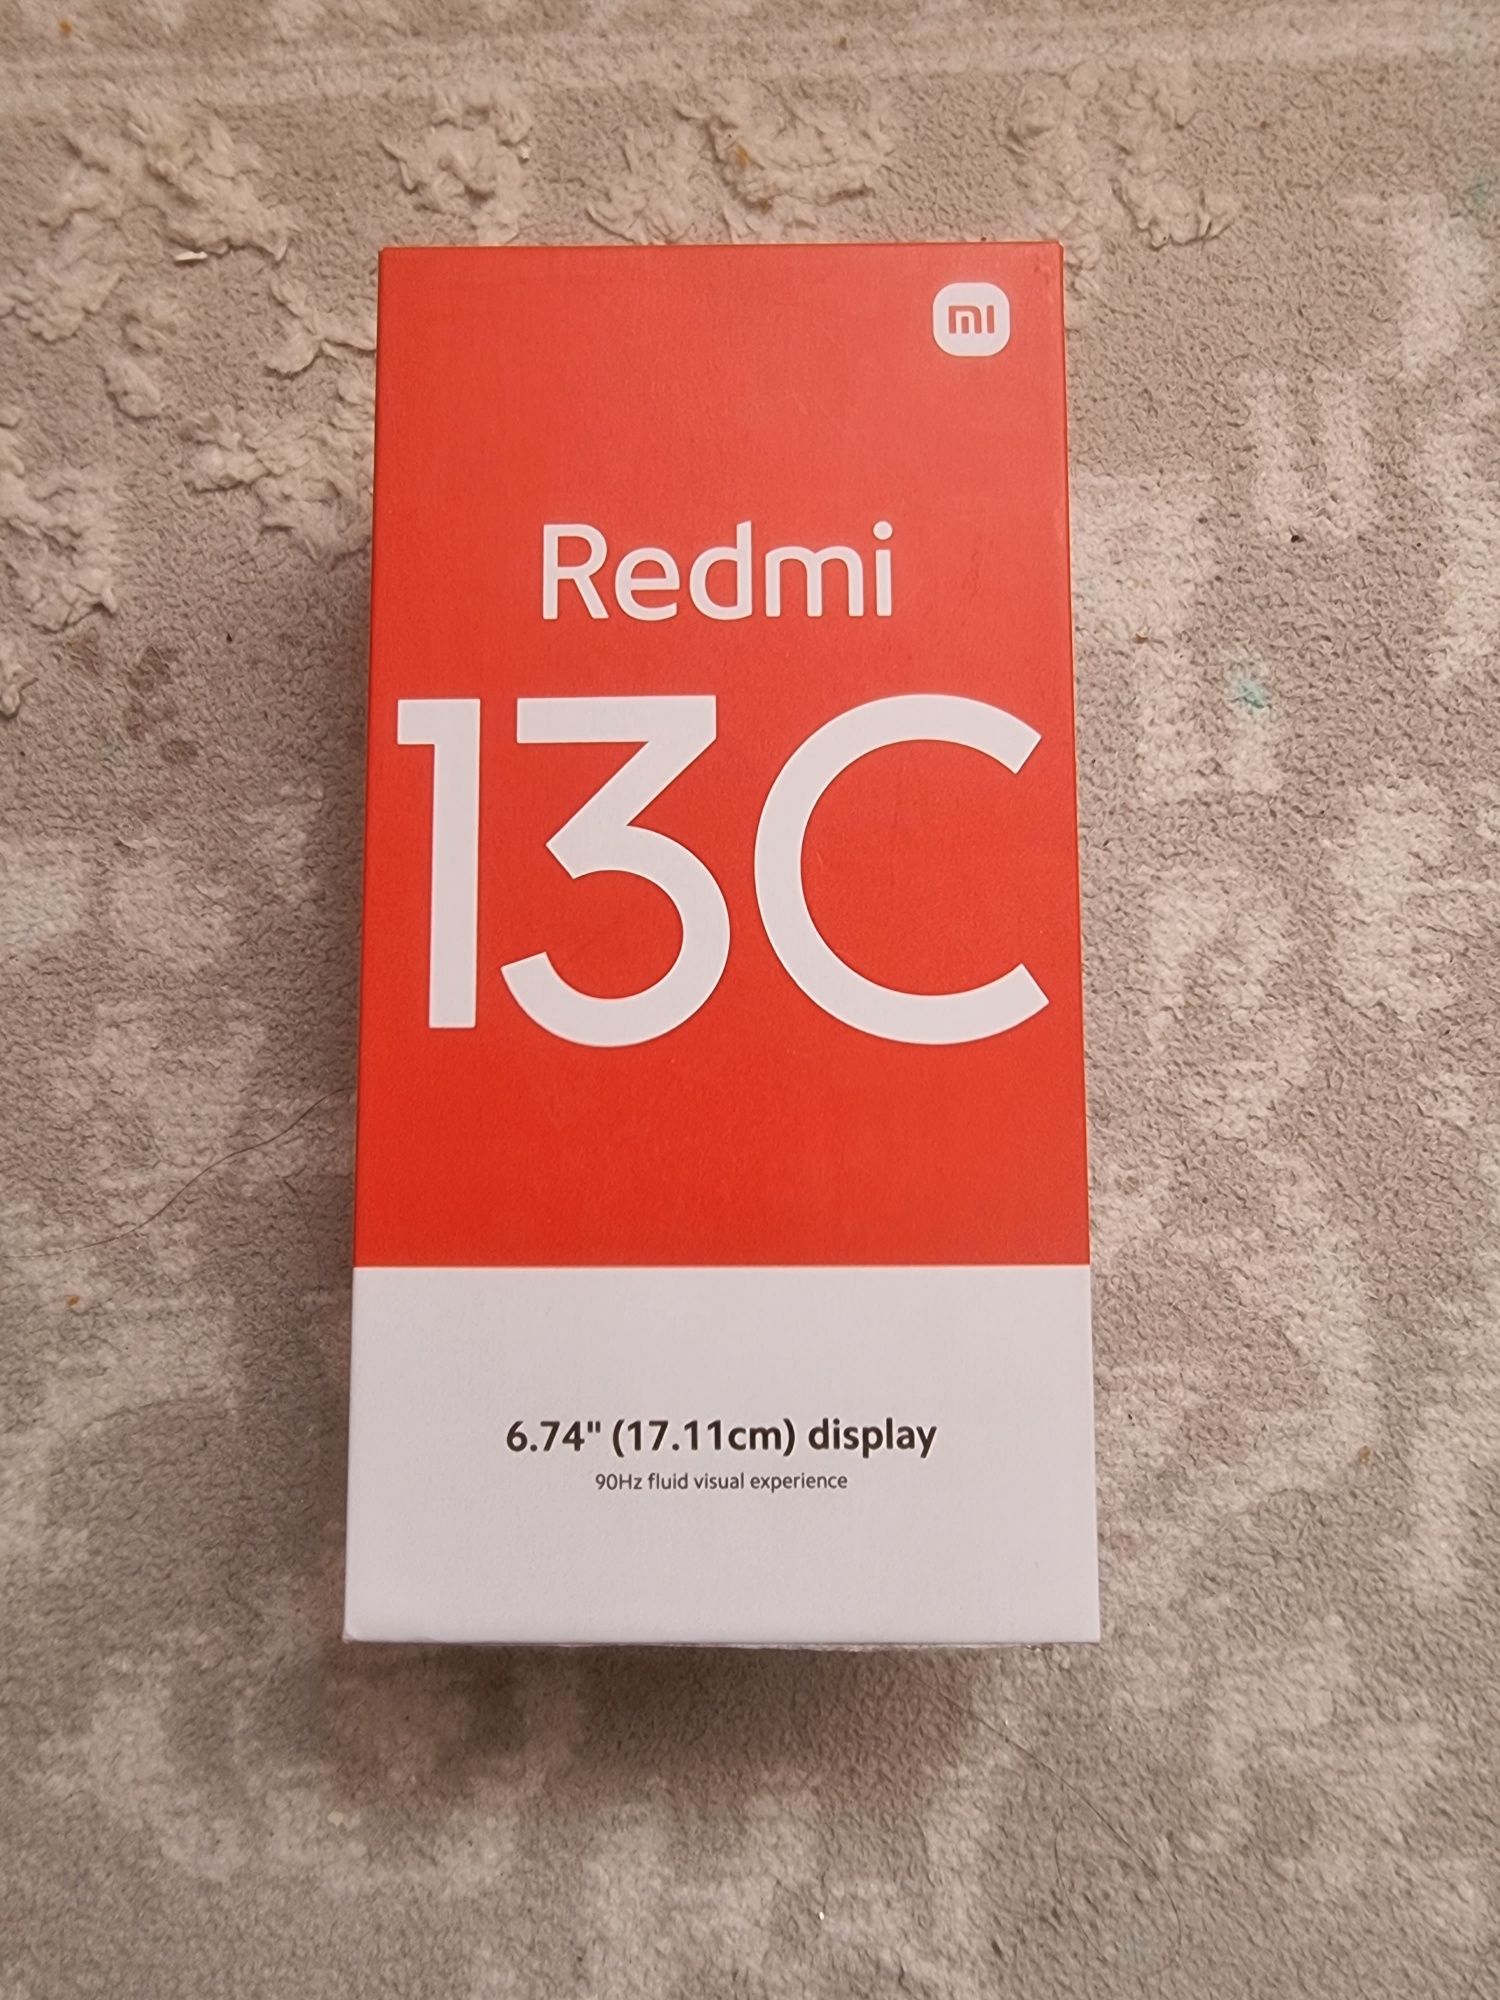 mi
Redmi
13C
6.74" (17.11cm) display
90Hz fluid visual experience